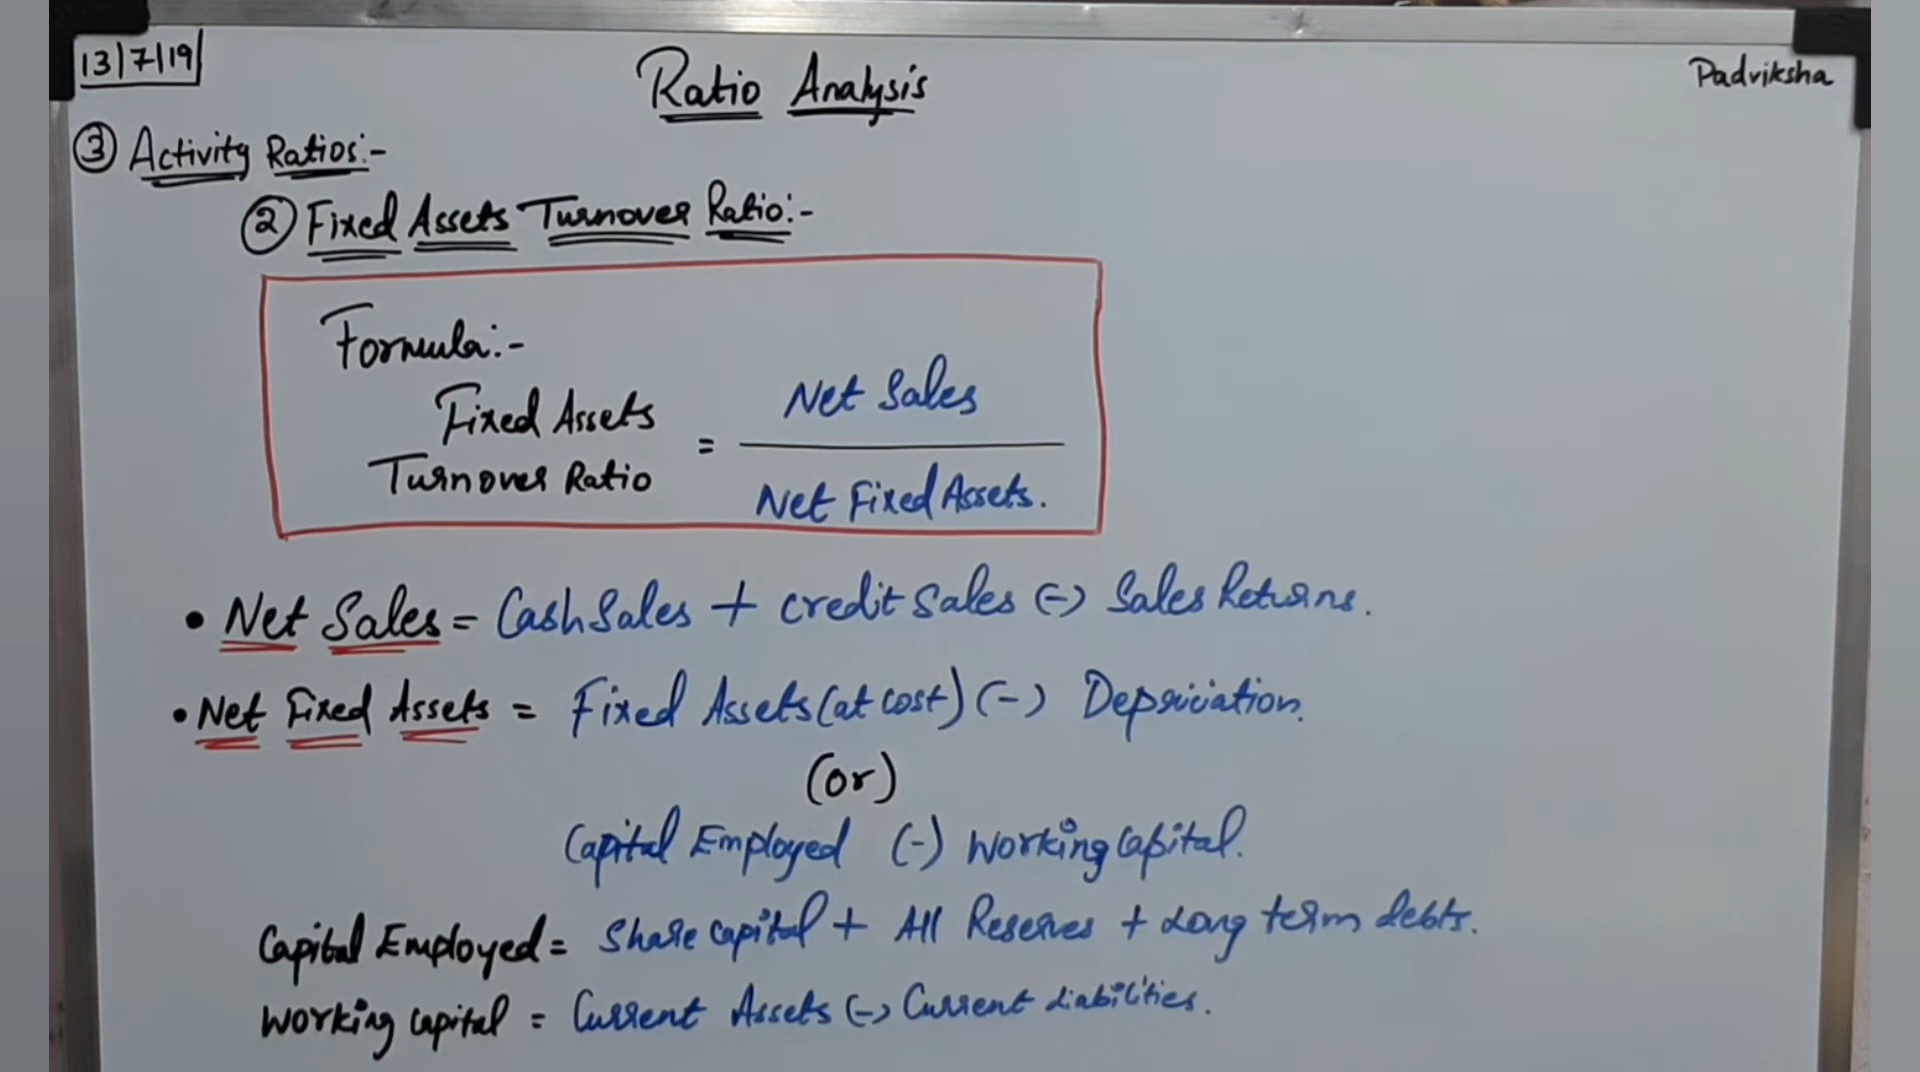 13/7/19
Ratio Analysis
Padviksha
③ Activity Ratios:-
② Fixed Assets Turnover Ratio:-
Formula:-
Fixed Assets
Turnover Ratio
=
Net Sales
Net Fixed Assets.
• Net Sales = Cash Sales + Credit Sales (-) Sales Returns.
• Net Fixed Assets = Fixed Assets (at cost) (-) Depriciation.
(or)
Capital Employed (-) Working Capital.
Capital Employed = Share Capital + All Reserves + Long term debts.
Working Capital = Current Assets (-) Current Liabilities.